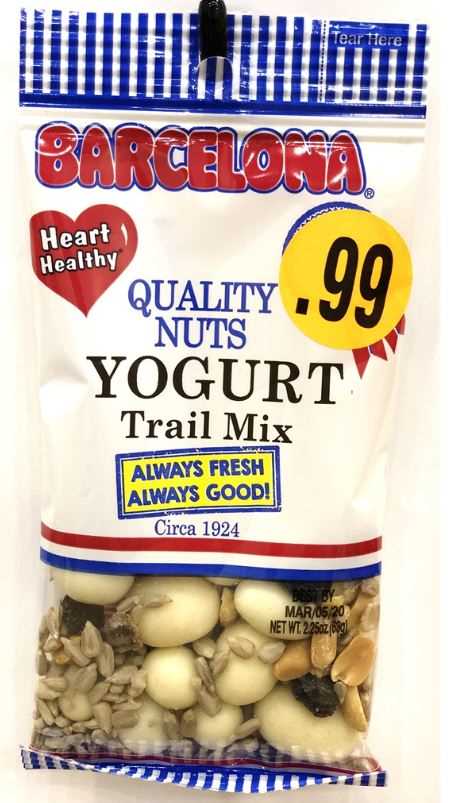 Tear Here
BARCELONA®
Heart
Healthy
.99
QUALITY
NUTS
YOGURT
Trail Mix
ALWAYS FRESH
ALWAYS GOOD!
Circa 1924
BEST BY
MAR/05/20
NET WT. 2.25oz.(63g)